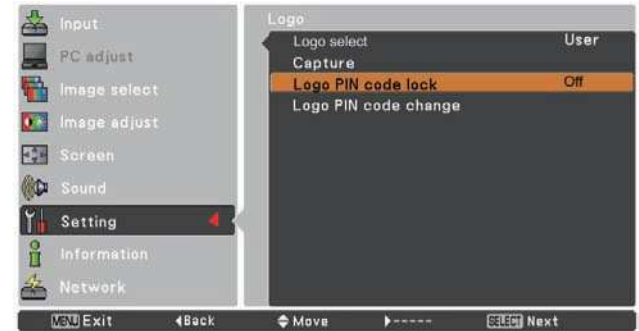 Input
PC adjust
Image select
Image adjust
Screen
Sound
Setting
Information
Network
Logo
Logo select User
Capture
Logo PIN code lock Off
Logo PIN code change
MENU Exit Back Move ----- SELECT Next